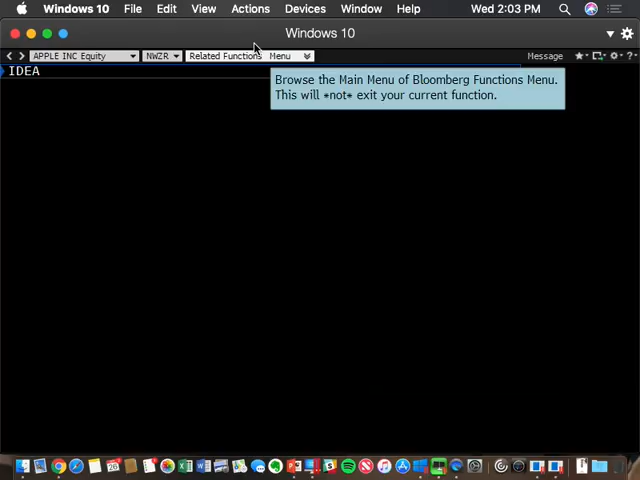 Windows 10 File Edit View Actions Devices Window Help Wed 2:03 PM
Windows 10
APPLE INC Equity NWZR Related Functions Menu Message
IDEA
Browse the Main Menu of Bloomberg Functions Menu.
This will *not* exit your current function.